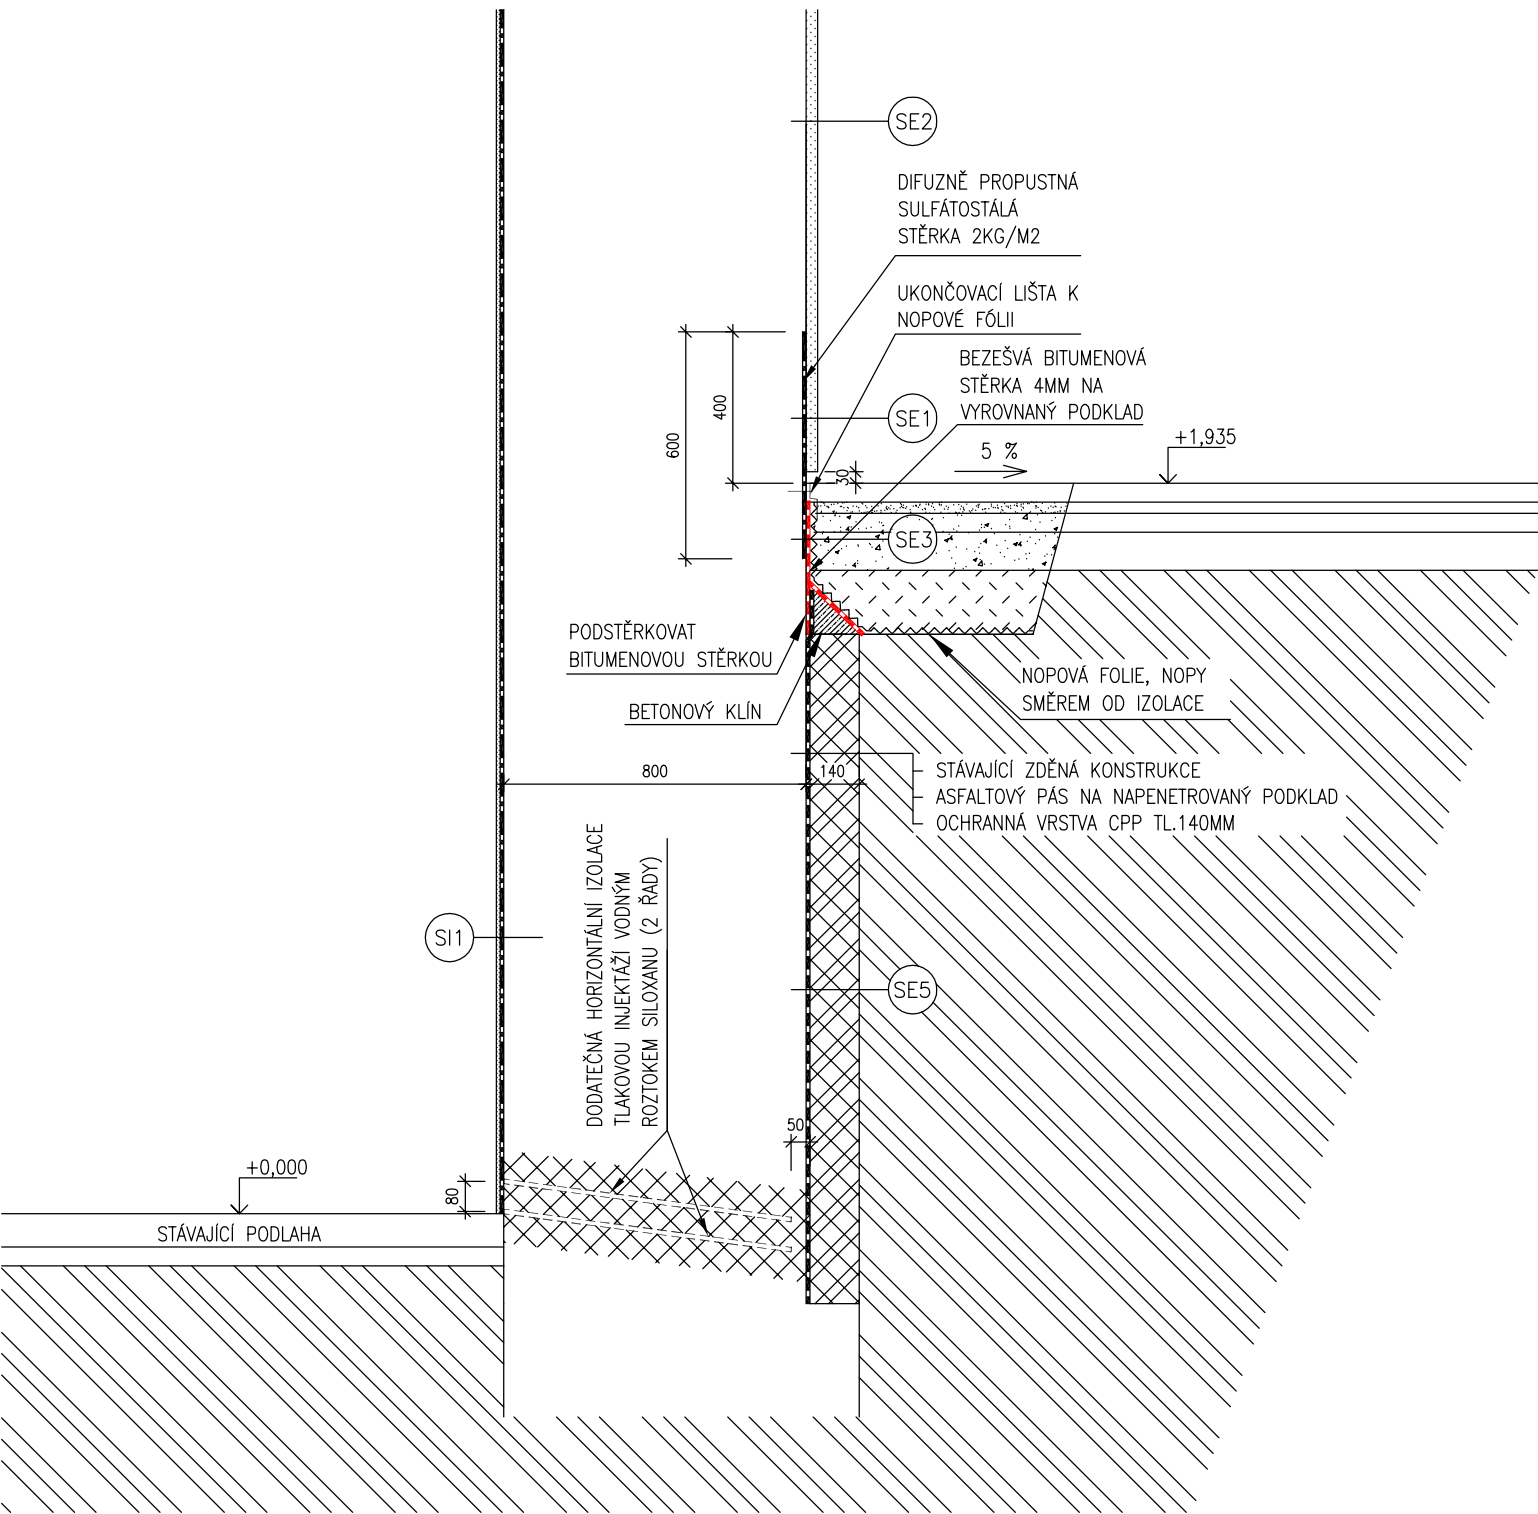 SE2
DIFUZNĚ PROPUSTNÁ
SULFÁTOSTÁLÁ
STĚRKA 2KG/M2
UKONČOVACÍ LIŠTA K
NOPOVÉ FÓLII
BEZEŠVÁ BITUMENOVÁ
STĚRKA 4MM NA
VYROVNANÝ PODKLAD
400
600
SE1
+1,935
5 %
30
SE3
PODSTĚRKOVAT
BITUMENOVOU STĚRKOU
BETONOVÝ KLÍN
NOPOVÁ FOLIE, NOPY
SMĚREM OD IZOLACE
800
140
STÁVAJÍCÍ ZDĚNÁ KONSTRUKCE
ASFALTOVÝ PÁS NA NAPENETROVANÝ PODKLAD
OCHRANNÁ VRSTVA CPP TL.140MM
DODATEČNÁ HORIZONTÁLNÍ IZOLACE
TLAKOVOU INJEKTÁŽÍ VODNÝM
ROZTOKEM SILOXANU (2 ŘADY)
SI1
SE5
50
+0,000
80
STÁVAJÍCÍ PODLAHA